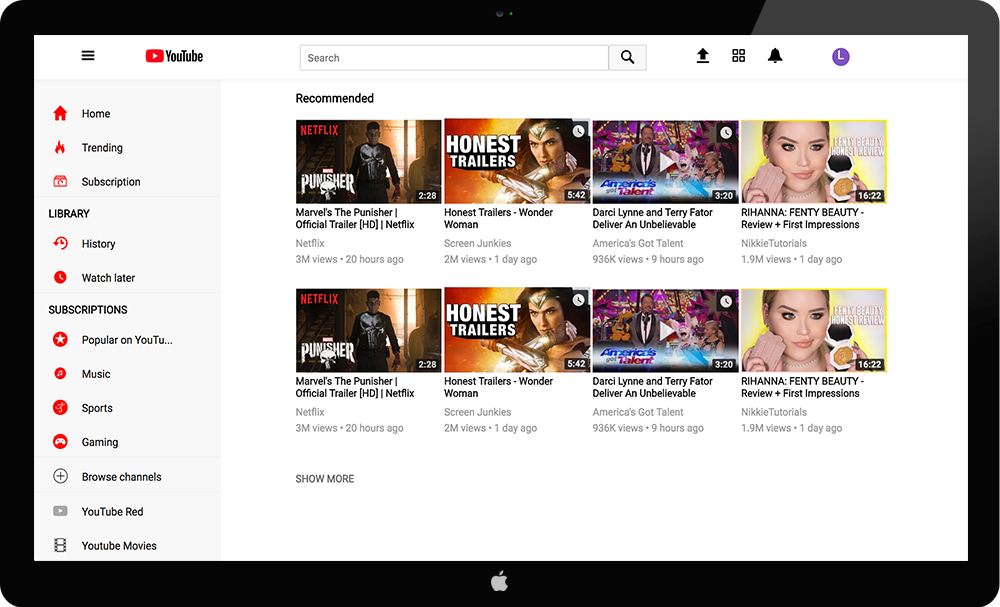 YouTube
Search
L
Home
Trending
Subscription
LIBRARY
History
Watch later
SUBSCRIPTIONS
Popular on YouTu...
Music
Sports
Gaming
Browse channels
YouTube Red
Youtube Movies
Recommended
NETFLIX
MARVEL
PUNISHER
2:28
Marvel's The Punisher |
Official Trailer [HD] | Netflix
Netflix
3M views • 20 hours ago
HONEST
TRAILERS
5:42
Honest Trailers - Wonder
Woman
Screen Junkies
2M views • 1 day ago
America's
got Talent
3:20
Darci Lynne and Terry Fator
Deliver An Unbelievable
America's Got Talent
936K views • 9 hours ago
FENTY BEAUTY
HONEST REVIEW
16:22
RIHANNA: FENTY BEAUTY -
Review + First Impressions
NikkieTutorials
1.9M views • 1 day ago
NETFLIX
MARVEL
PUNISHER
2:28
Marvel's The Punisher |
Official Trailer [HD] | Netflix
Netflix
3M views • 20 hours ago
HONEST
TRAILERS
5:42
Honest Trailers - Wonder
Woman
Screen Junkies
2M views • 1 day ago
America's
got Talent
3:20
Darci Lynne and Terry Fator
Deliver An Unbelievable
America's Got Talent
936K views • 9 hours ago
FENTY BEAUTY
HONEST REVIEW
16:22
RIHANNA: FENTY BEAUTY -
Review + First Impressions
NikkieTutorials
1.9M views • 1 day ago
SHOW MORE